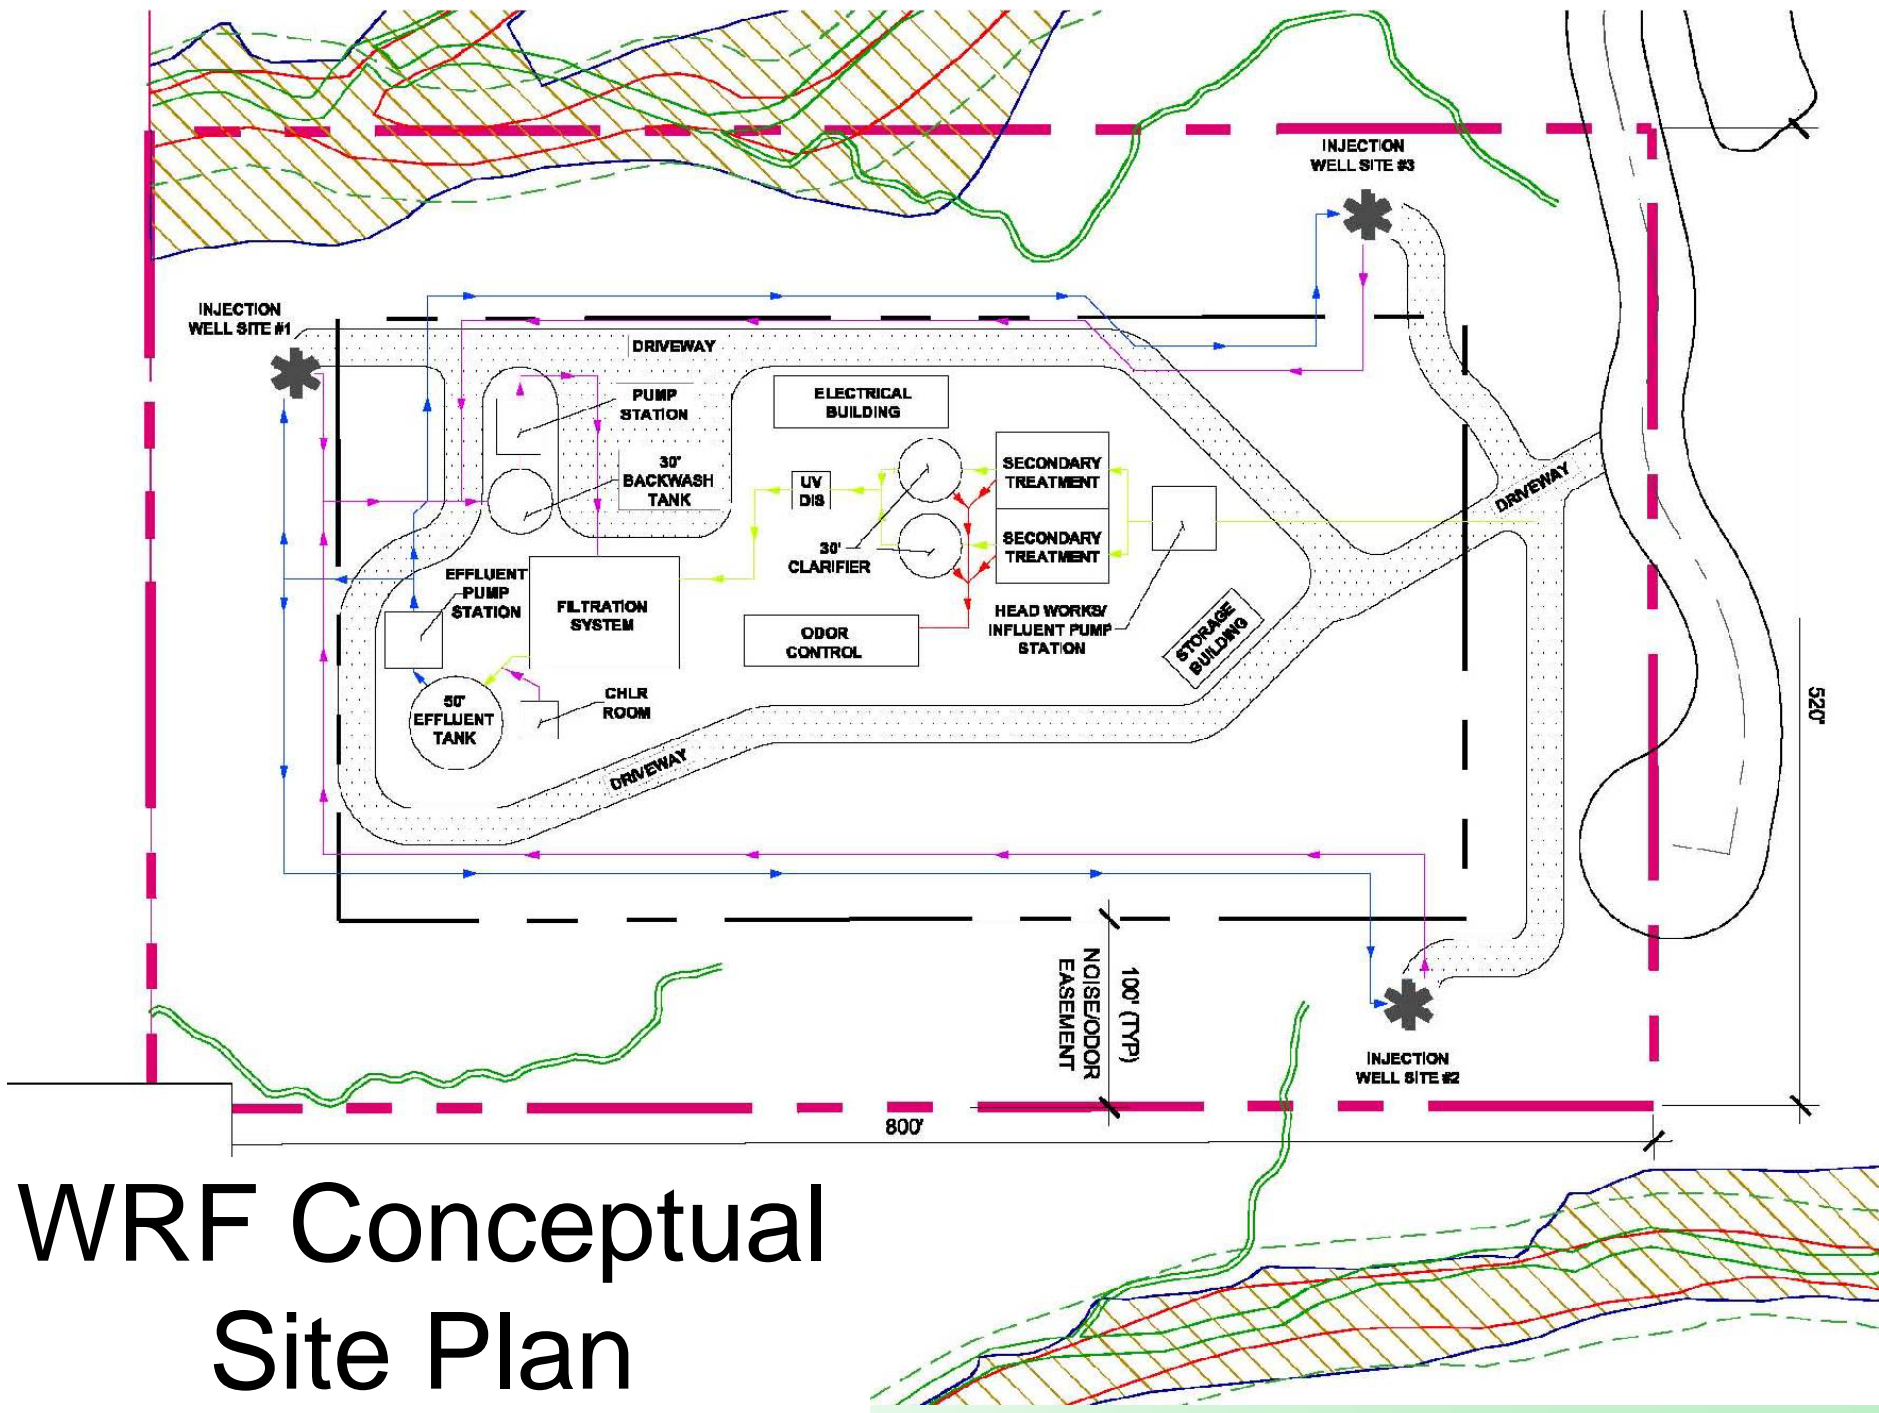 INJECTION
WELL SITE #3
INJECTION
WELL SITE #1
DRIVEWAY
PUMP
STATION
ELECTRICAL
BUILDING
30'
BACKWASH
TANK
UV
DIS
SECONDARY
TREATMENT
SECONDARY
TREATMENT
DRIVEWAY
30'
CLARIFIER
EFFLUENT
PUMP
STATION
FILTRATION
SYSTEM
ODOR
CONTROL
HEAD WORKS/
INFLUENT PUMP
STATION
STORAGE
BUILDING
50'
EFFLUENT
TANK
CHLR
ROOM
DRIVEWAY
520'
100' (TYP)
NOISE/ODOR
EASEMENT
INJECTION
WELL SITE #2
800'
WRF Conceptual
Site Plan